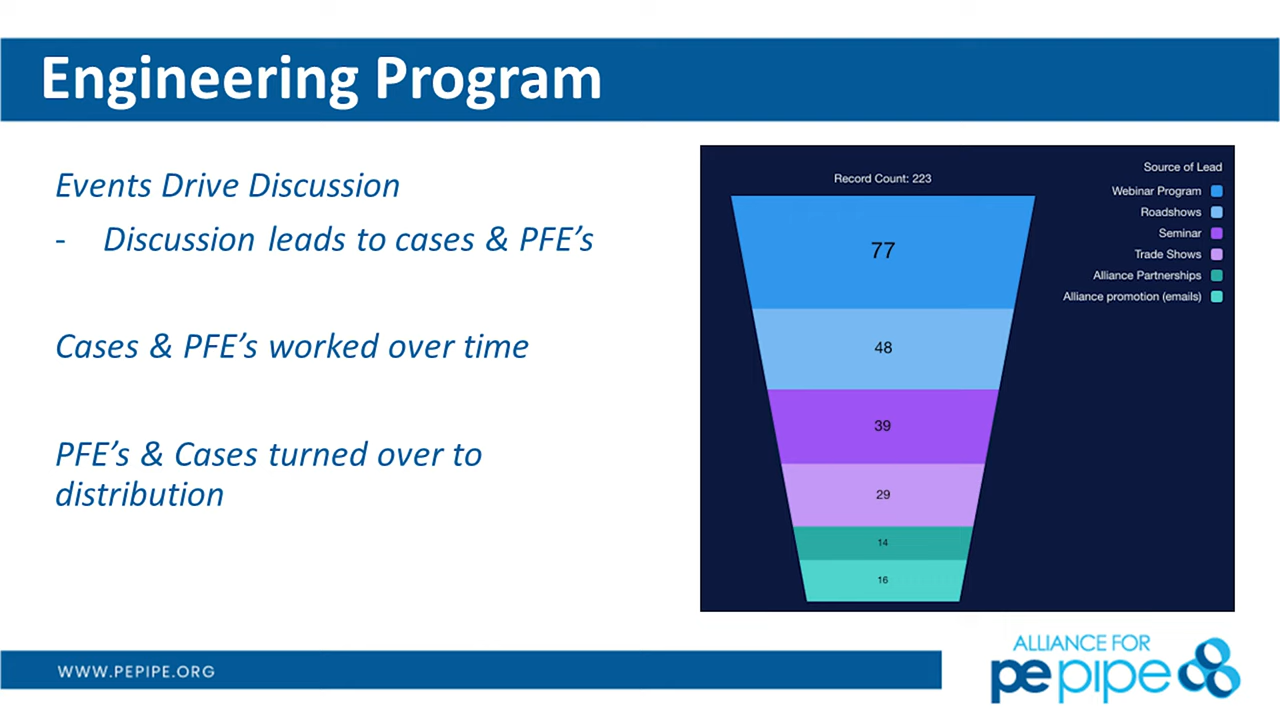 Engineering Program
Events Drive Discussion
- Discussion leads to cases & PFE’s
Cases & PFE’s worked over time
PFE’s & Cases turned over to
distribution
Record Count: 223
77
48
39
29
14
16
Source of Lead
Webinar Program
Roadshows
Seminar
Trade Shows
Alliance Partnerships
Alliance promotion (emails)
WWW.PEPIPE.ORG
ALLIANCE FOR
pepipe